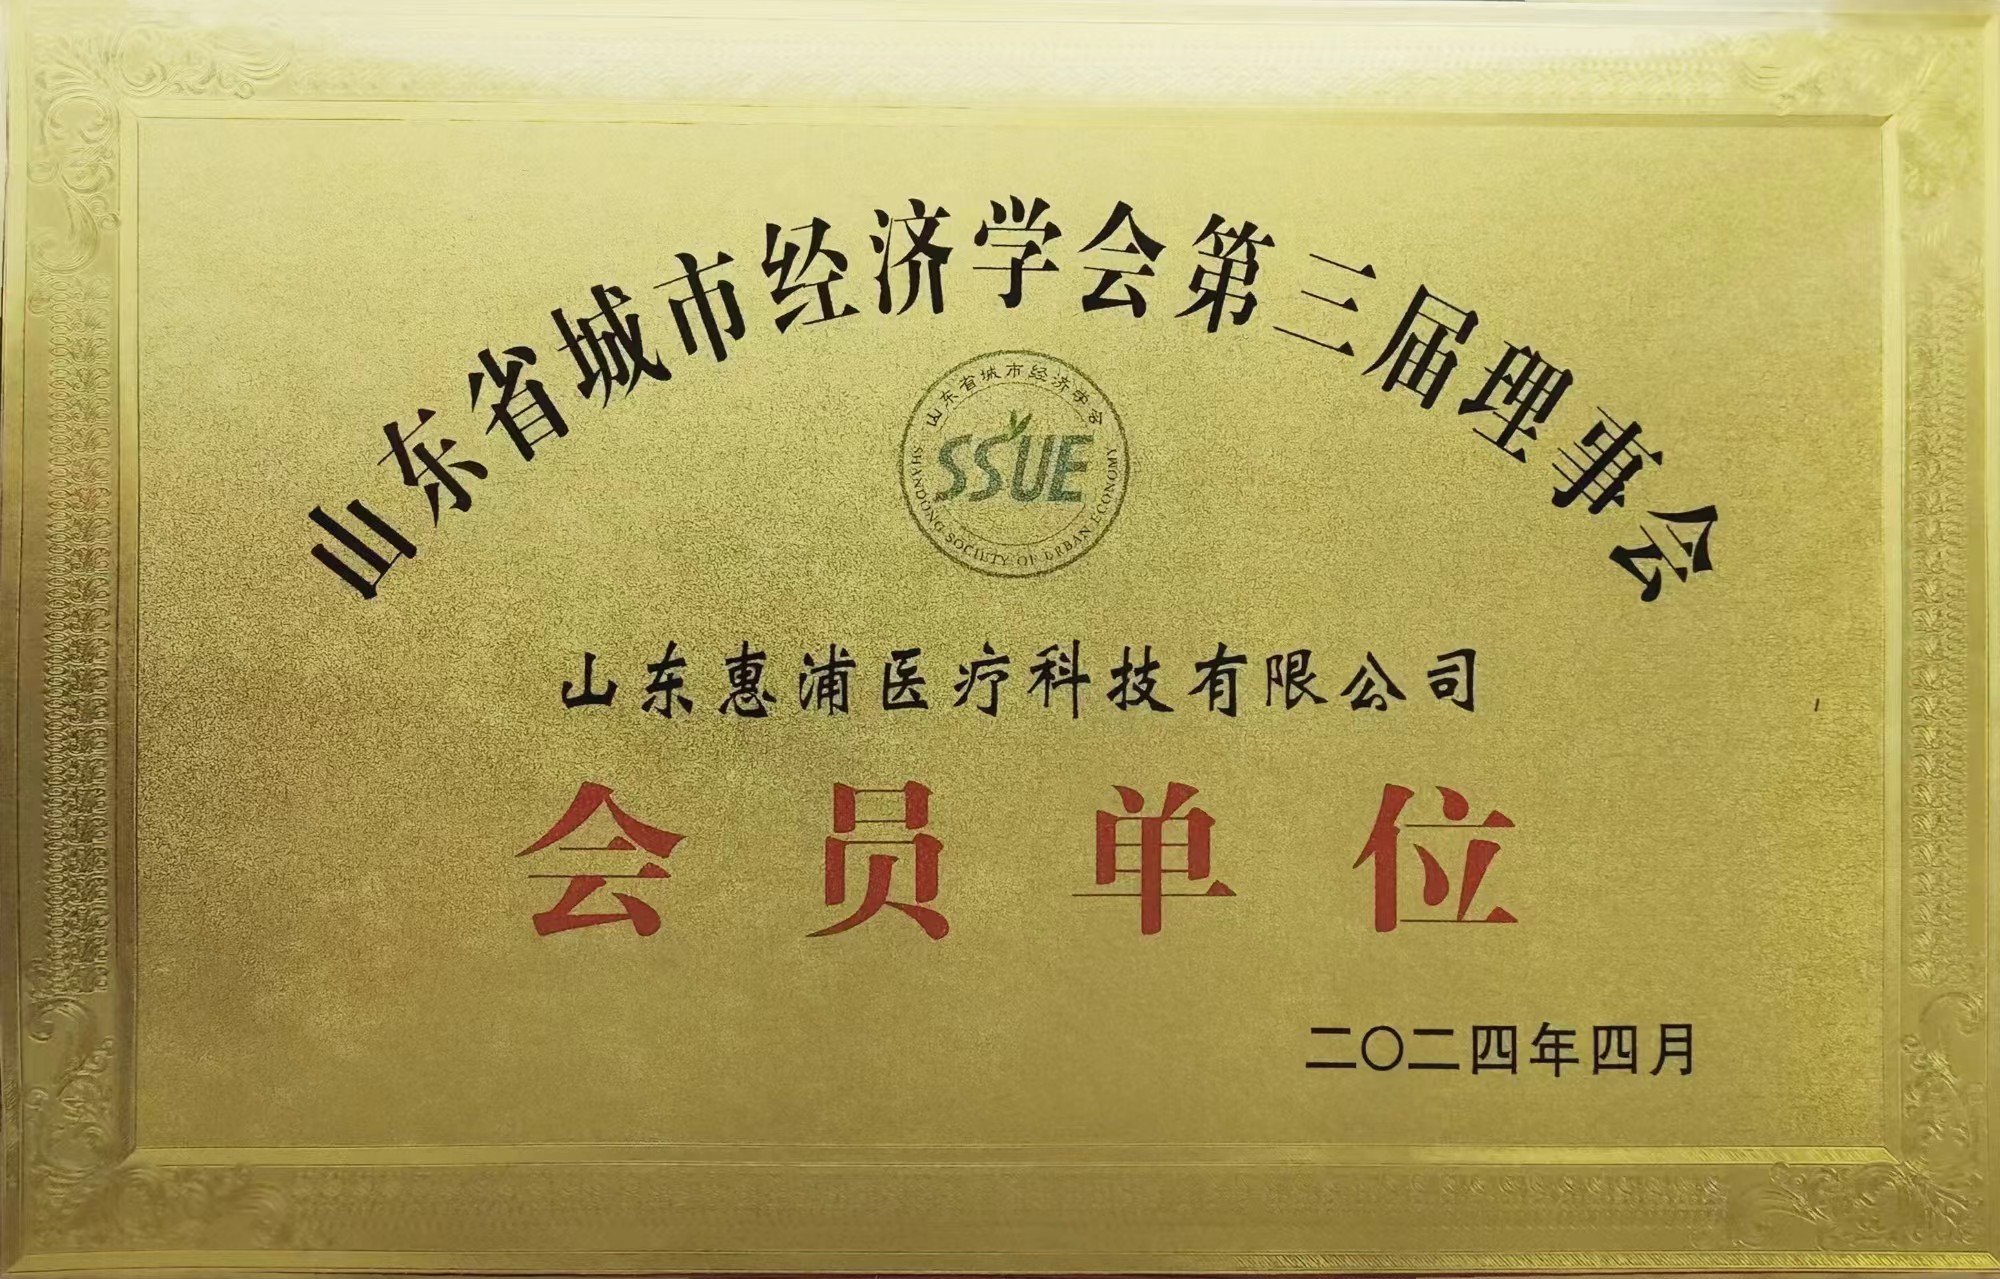 山东省城市经济学会第三届理事会
山东省城市经济学会
SSUE
SHANDONG SOCIETY OF URBAN ECONOMY
山东惠浦医疗科技有限公司
会员单位
二〇二四年四月